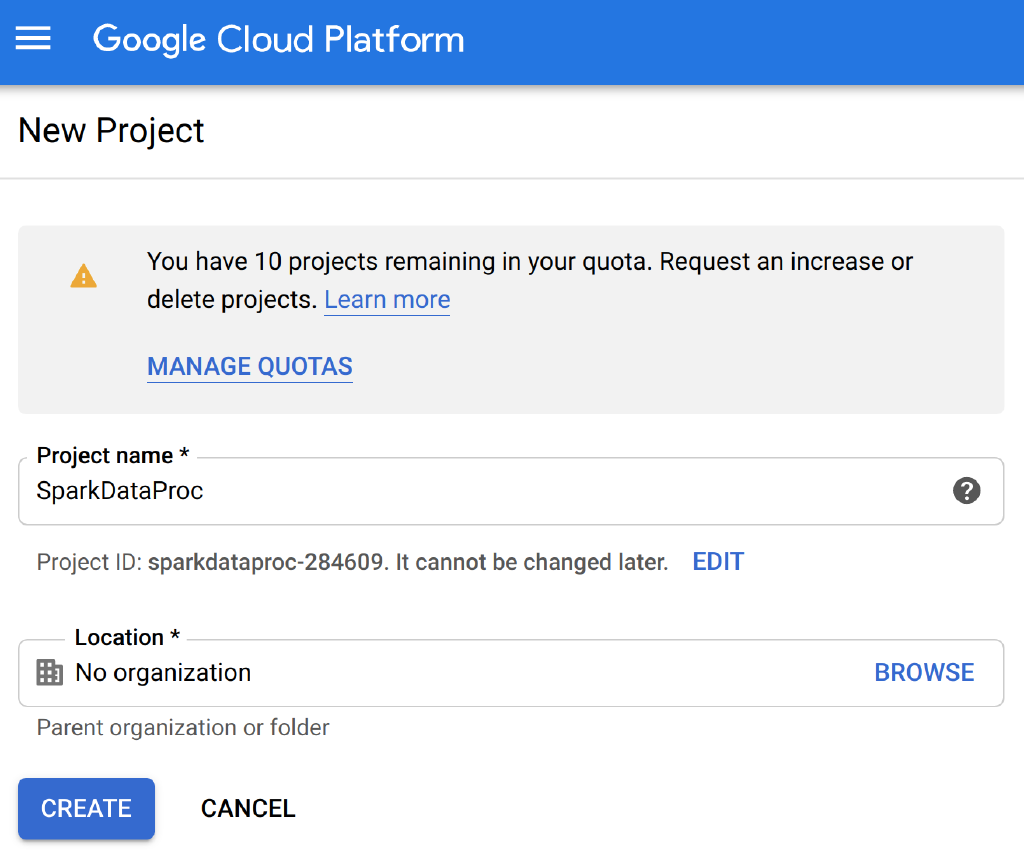 Google Cloud Platform
New Project
You have 10 projects remaining in your quota. Request an increase or
delete projects. Learn more
MANAGE QUOTAS
Project name *
SparkDataProc
Project ID: sparkdataproc-284609. It cannot be changed later. EDIT
Location *
No organization BROWSE
Parent organization or folder
CREATE CANCEL